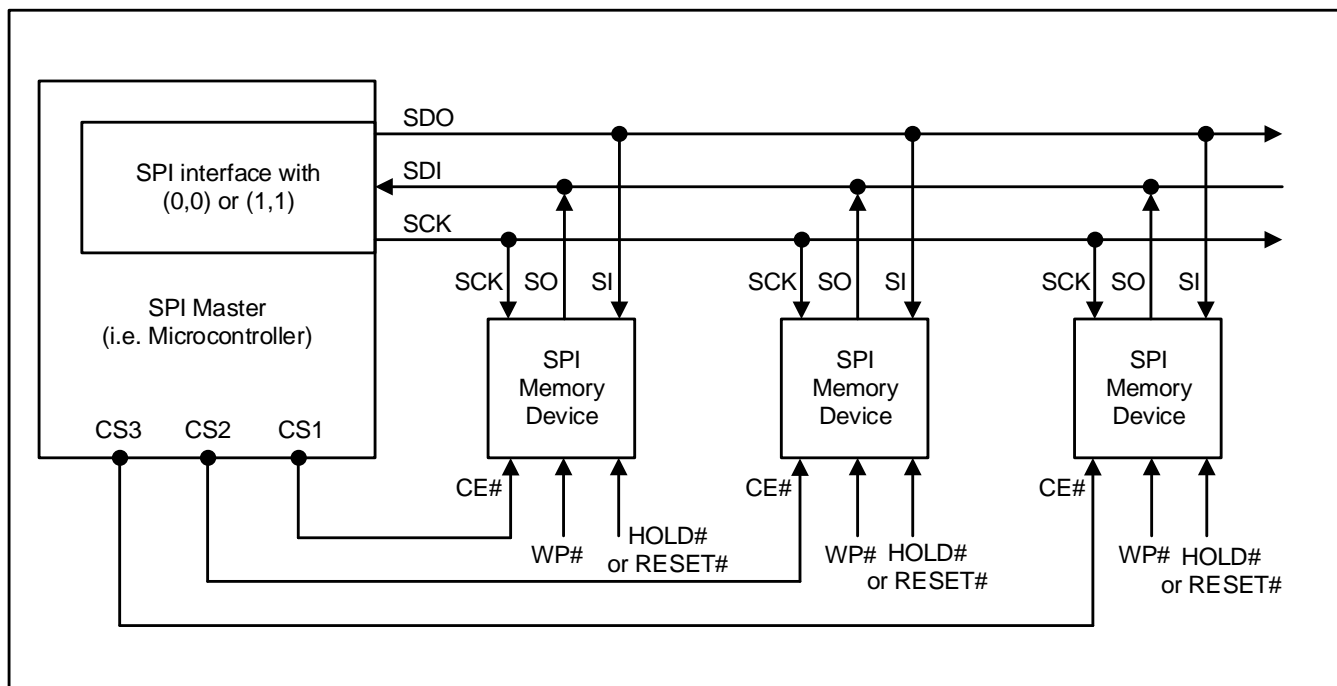 SDO
SPI interface with
(0,0) or (1,1)
SDI
SCK
SPI Master
(i.e. Microcontroller)
SCK SO SI
SCK SO SI
SCK SO SI
SPI
Memory
Device
SPI
Memory
Device
SPI
Memory
Device
CS3 CS2 CS1
CE#
WP#
HOLD#
or RESET#
CE#
WP#
HOLD#
or RESET#
CE#
WP#
HOLD#
or RESET#